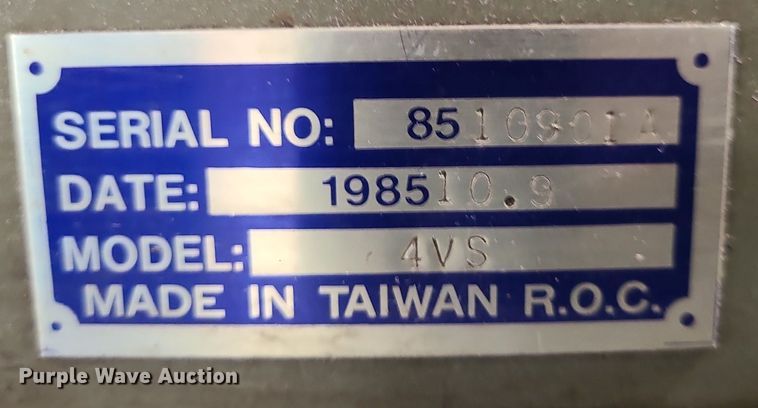 SERIAL NO: 85109014
DATE: 198510.9
MODEL: 4VS
MADE IN TAIWAN R.O.C.
Purple Wave Auction